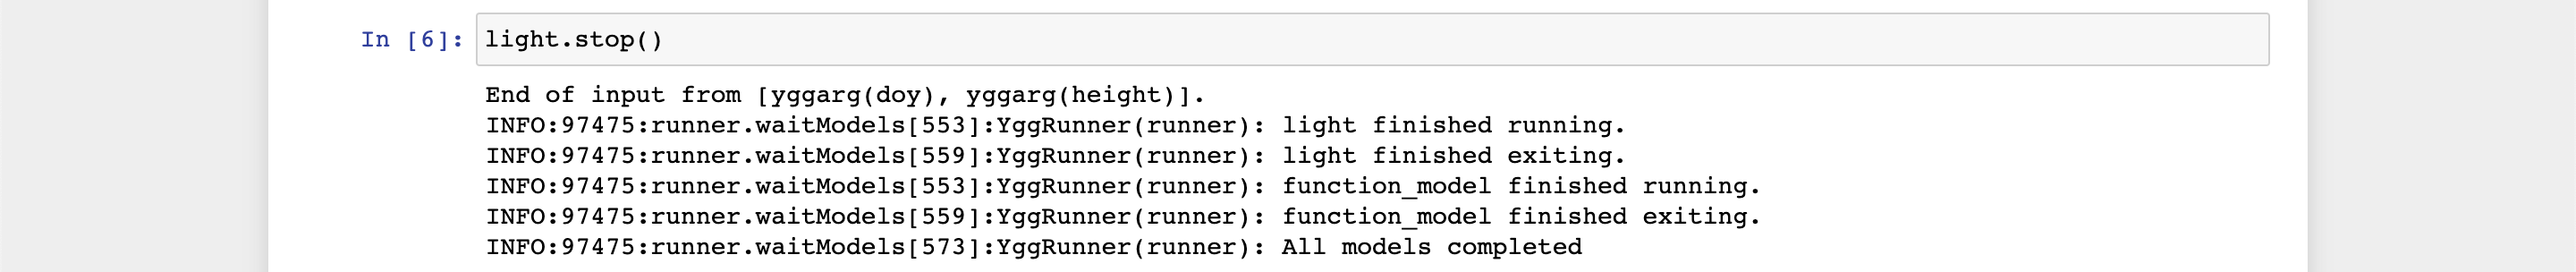 In [6]: light.stop()
End of input from [yggarg(doy), yggarg(height)].
INFO:97475:runner.waitModels[553]:YggRunner(runner): light finished running.
INFO:97475:runner.waitModels[559]:YggRunner(runner): light finished exiting.
INFO:97475:runner.waitModels[553]:YggRunner(runner): function_model finished running.
INFO:97475:runner.waitModels[559]:YggRunner(runner): function_model finished exiting.
INFO:97475:runner.waitModels[573]:YggRunner(runner): All models completed